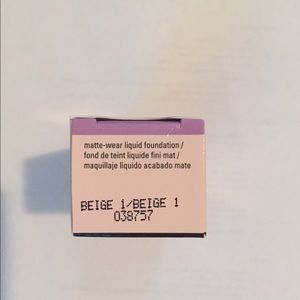 matte-wear liquid foundation /
fond de teint liquide fini mat /
maquillaje líquido acabado mate
BEIGE 1/BEIGE 1
038757